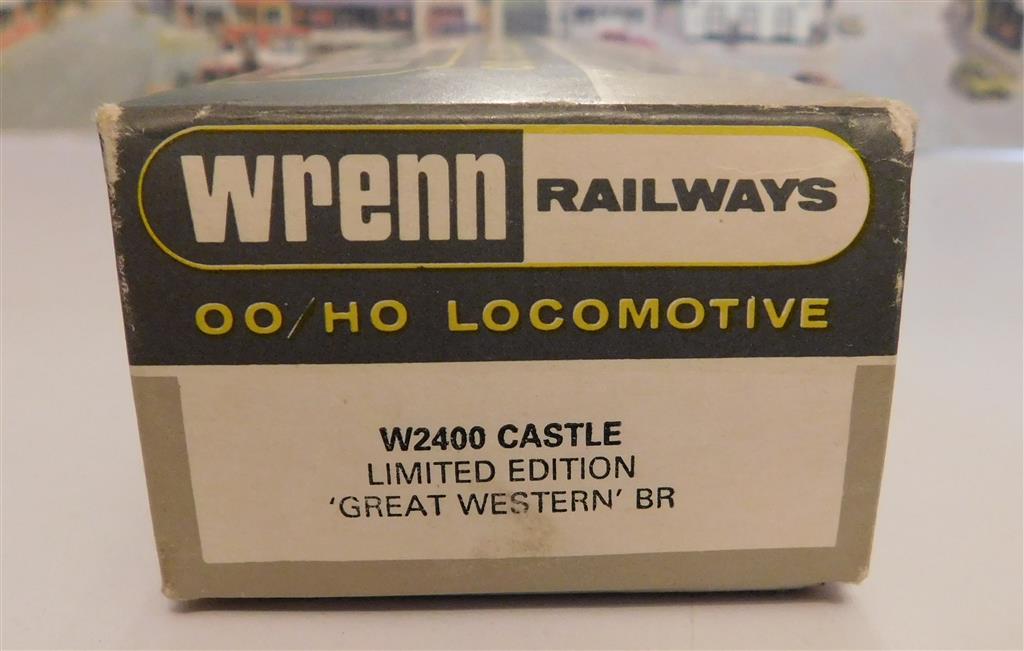 wrenn RAILWAYS
OO/HO LOCOMOTIVE
W2400 CASTLE
LIMITED EDITION
'GREAT WESTERN' BR